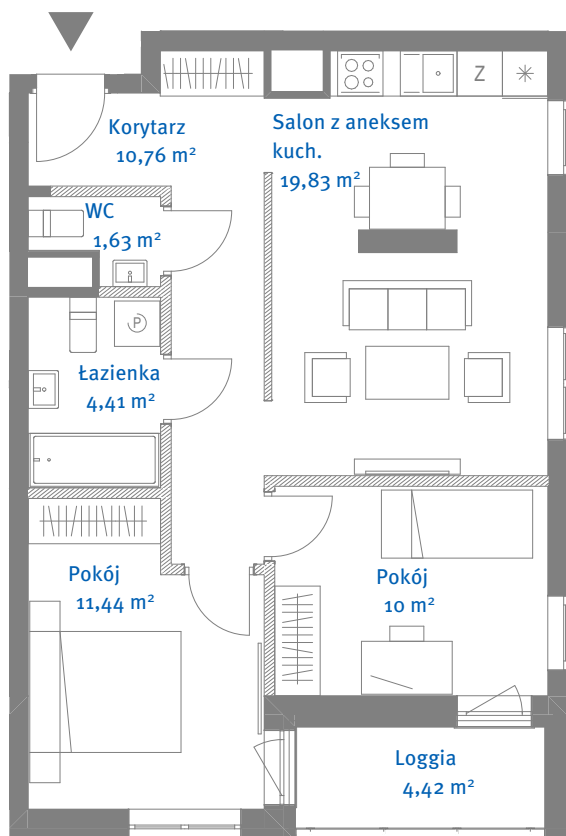 Korytarz
10,76 m²
Salon z aneksem
kuch.
19,83 m²
Z
WC
1,63 m²
P
Łazienka
4,41 m²
Pokój
11,44 m²
Pokój
10 m²
Loggia
4,42 m²